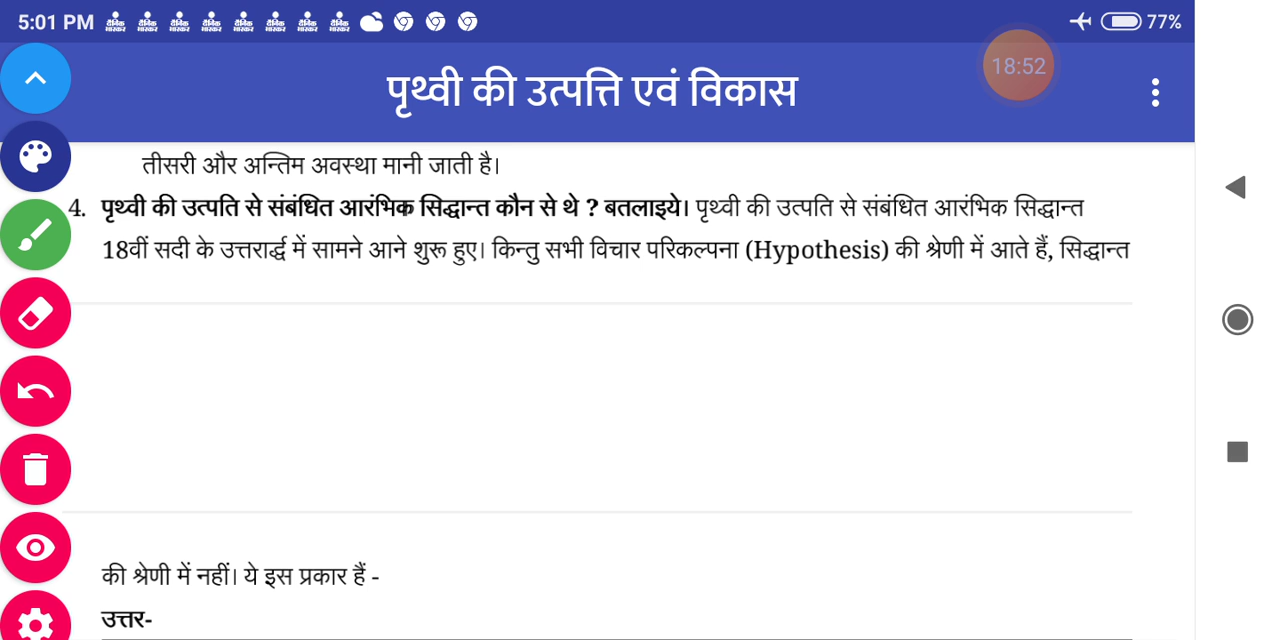 5:01 PM
77%
18:52
पृथ्वी की उत्पत्ति एवं विकास
तीसरी और अन्तिम अवस्था मानी जाती है।
4. पृथ्वी की उत्पति से संबंधित आरंभिक सिद्धान्त कौन से थे ? बतलाइये। पृथ्वी की उत्पति से संबंधित आरंभिक सिद्धान्त
18वीं सदी के उत्तरार्द्ध में सामने आने शुरू हुए। किन्तु सभी विचार परिकल्पना (Hypothesis) की श्रेणी में आते हैं, सिद्धान्त
की श्रेणी में नहीं। ये इस प्रकार हैं -
उत्तर-